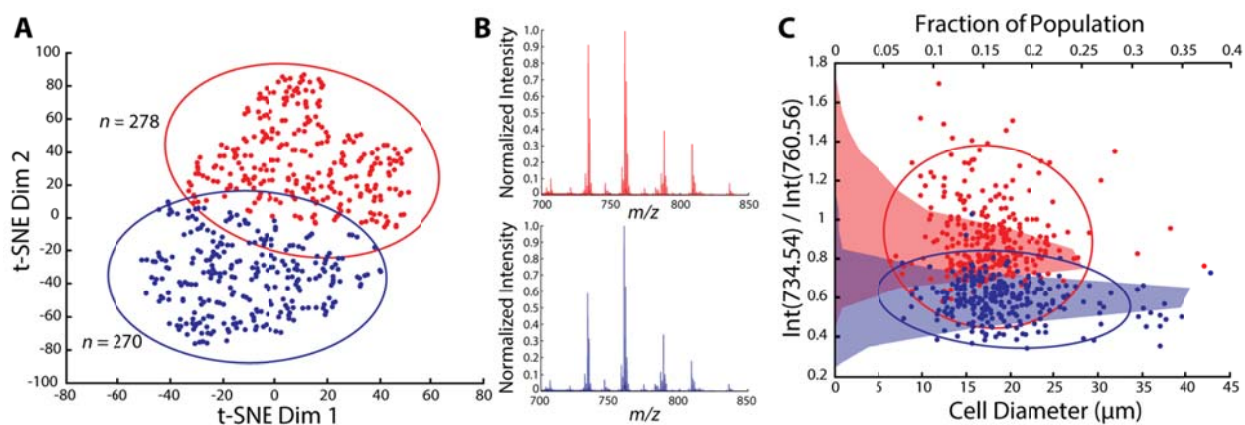 A
100
80
60
40
20
0
-20
-40
-60
-80
-100
t-SNE Dim 2
n = 278
n = 270
-80 -60 -40 -20 0 20 40 60 80
t-SNE Dim 1
B
Normalized Intensity
1.0
0.9
0.8
0.7
0.6
0.5
0.4
0.3
0.2
0.1
0
700 750 800 850
m/z
Normalized Intensity
1.0
0.9
0.8
0.7
0.6
0.5
0.4
0.3
0.2
0.1
0
700 750 800 850
m/z
C
Fraction of Population
0 0.05 0.1 0.15 0.2 0.25 0.3 0.35 0.4
Int(734.54) / Int(760.56)
1.8
1.6
1.4
1.2
1
0.8
0.6
0.4
0.2
0 5 10 15 20 25 30 35 40 45
Cell Diameter (μm)